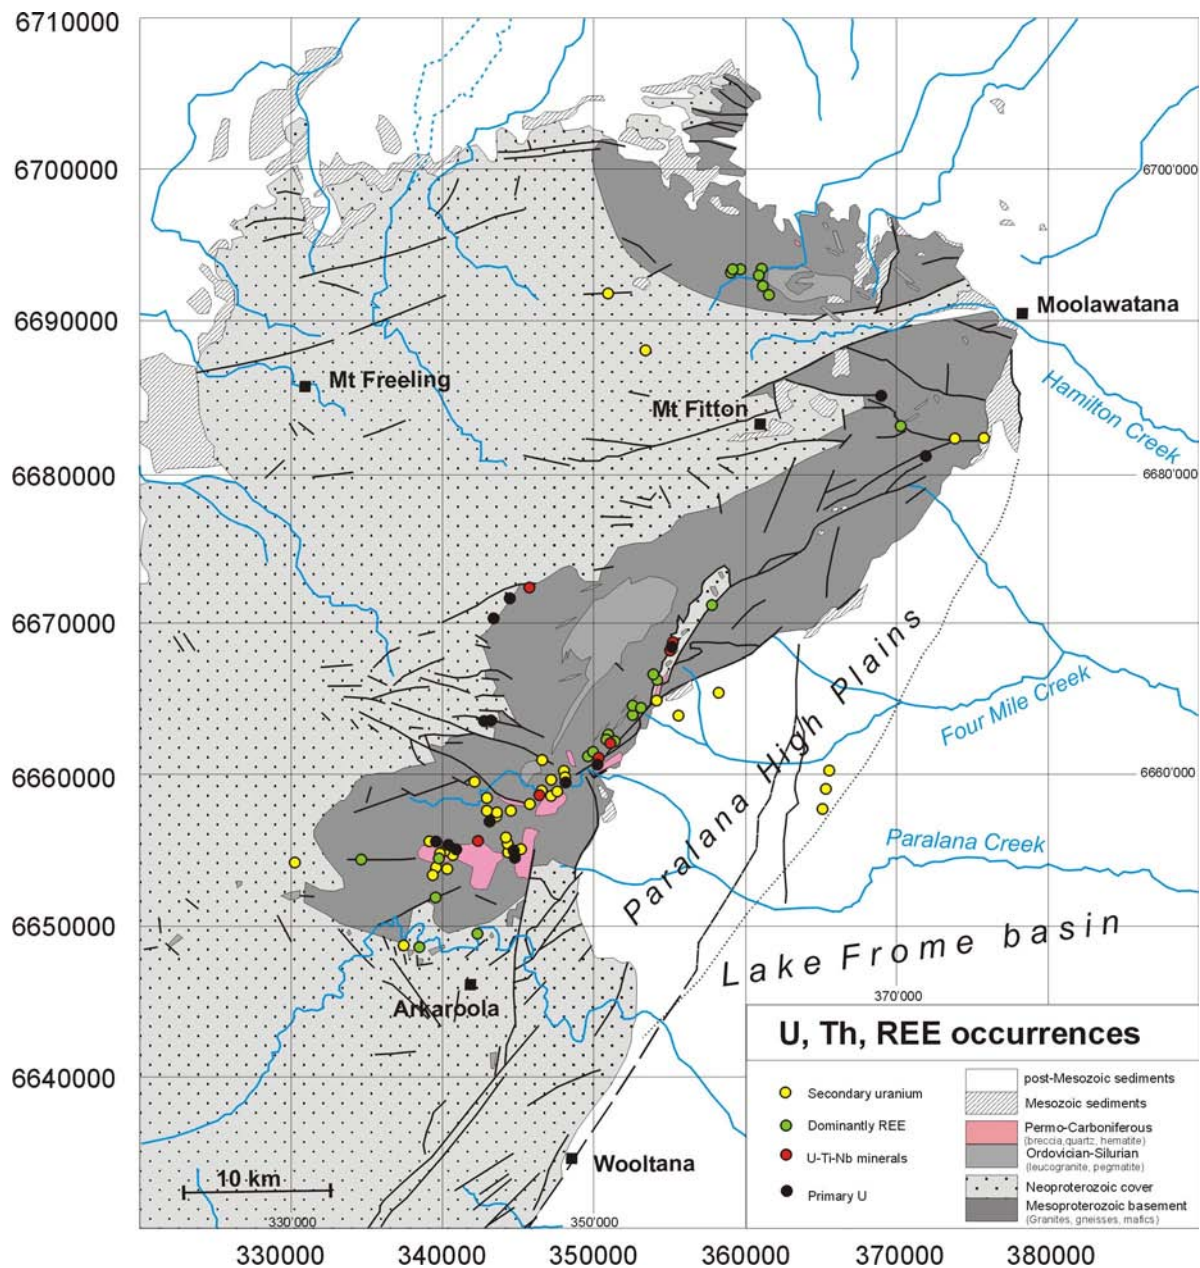 6710000
6700000
6700'000
6690000
Moolawatana
Mt Freeling
Mt Fitton
Hamilton Creek
6680000
6680'000
6670000
Paralana High Plains
Four Mile Creek
6660000
6660'000
Paralana Creek
6650000
Lake Frome basin
370'000
Arkaroola
6640000
Wooltana
10 km
330'000
350'000
U, Th, REE occurrences
Secondary uranium
Dominantly REE
U-Ti-Nb minerals
Primary U
post-Mesozoic sediments
Mesozoic sediments
Permo-Carboniferous
(breccia,quartz, hematite)
Ordovician-Silurian
(leucogranite, pegmatite)
Neoproterozoic cover
Mesoproterozoic basement
(Granites, gneisses, mafics)
330000 340000 350000 360000 370000 380000